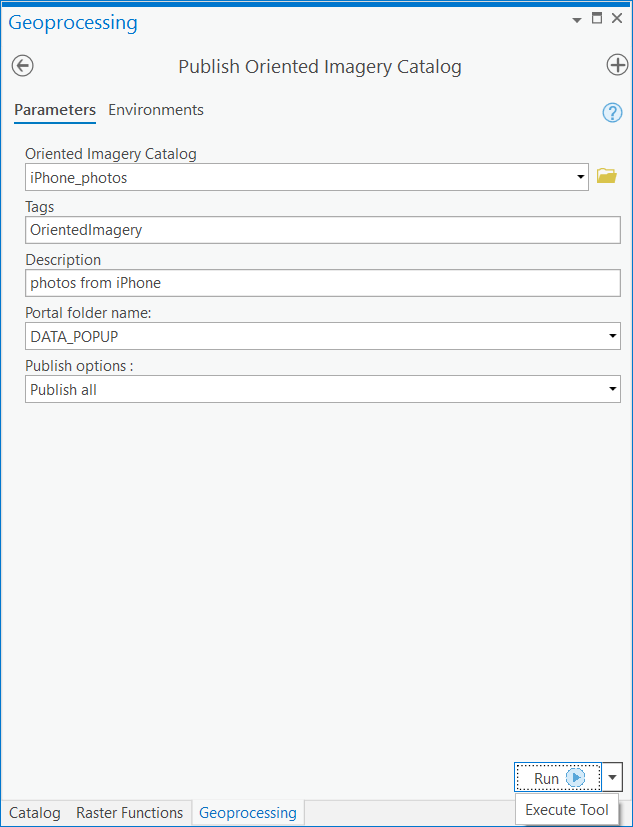 Geoprocessing
Publish Oriented Imagery Catalog
Parameters Environments
?
Oriented Imagery Catalog
iPhone_photos
Tags
OrientedImagery
Description
photos from iPhone
Portal folder name:
DATA_POPUP
Publish options :
Publish all
Run
Execute Tool
Catalog Raster Functions Geoprocessing